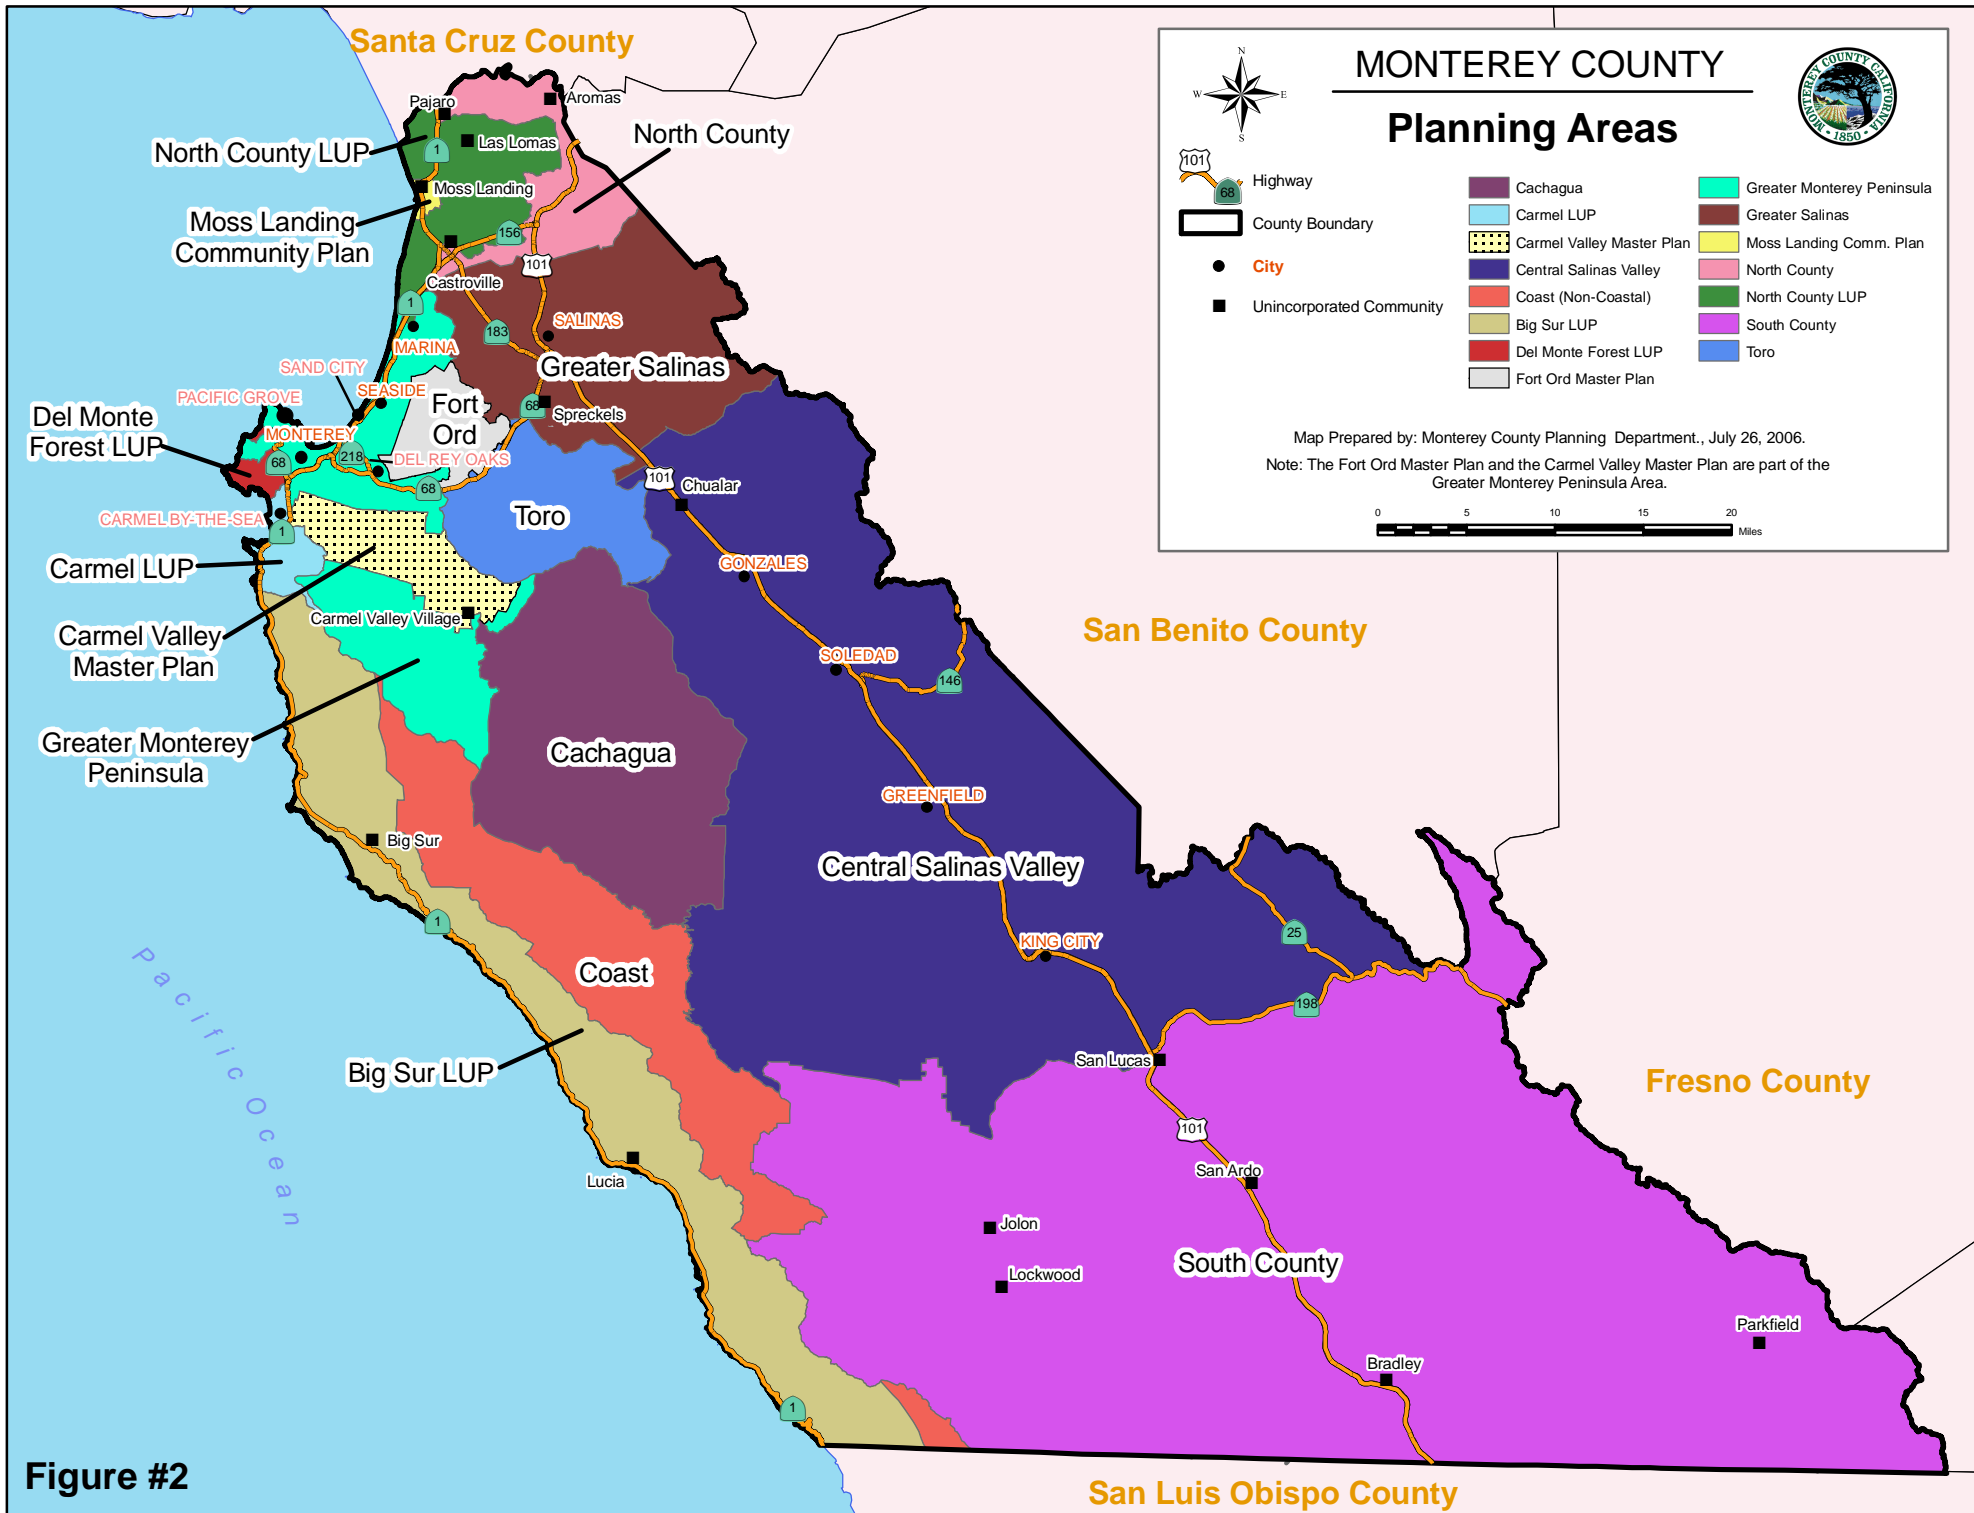 Santa Cruz County
MONTEREY COUNTY
Planning Areas
N
W
E
S
MONTEREY COUNTY CALIFORNIA
• 1850 •
101
68
Highway
County Boundary
City
Unincorporated Community
Cachagua
Carmel LUP
Carmel Valley Master Plan
Central Salinas Valley
Coast (Non-Coastal)
Big Sur LUP
Del Monte Forest LUP
Fort Ord Master Plan
Greater Monterey Peninsula
Greater Salinas
Moss Landing Comm. Plan
North County
North County LUP
South County
Toro
Map Prepared by: Monterey County Planning Department., July 26, 2006.
Note: The Fort Ord Master Plan and the Carmel Valley Master Plan are part of the
Greater Monterey Peninsula Area.
0 5 10 15 20
Miles
Pajaro
Aromas
North County
North County LUP
1
Las Lomas
Moss Landing
Moss Landing
Community Plan
156
101
Castroville
1
183
SALINAS
MARINA
SAND CITY
Greater Salinas
SEASIDE
PACIFIC GROVE
Fort
Ord
68
Spreckels
Del Monte
Forest LUP
MONTEREY
68
218
DEL REY OAKS
68
101
Chualar
Toro
CARMEL BY-THE-SEA
1
Carmel LUP
GONZALES
Carmel Valley Village
Carmel Valley
Master Plan
San Benito County
SOLEDAD
146
Greater Monterey
Peninsula
Cachagua
GREENFIELD
Big Sur
Central Salinas Valley
1
25
KING CITY
Coast
198
Pacific Ocean
Big Sur LUP
San Lucas
Fresno County
101
San Ardo
Lucia
Jolon
South County
Lockwood
Parkfield
Bradley
1
Figure #2
San Luis Obispo County